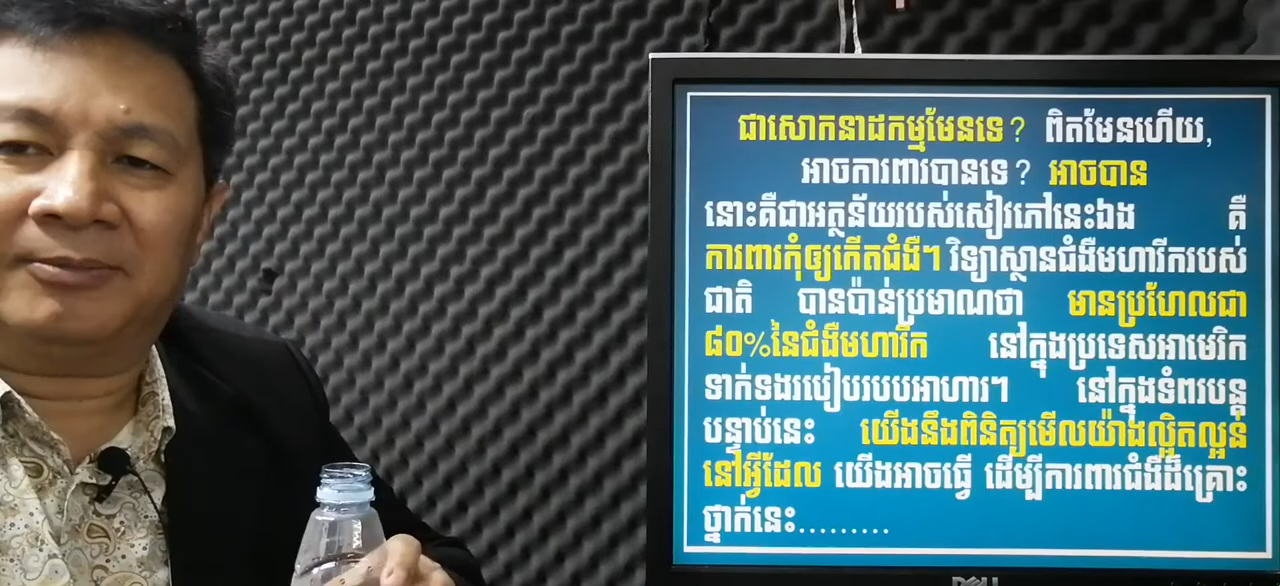 ជាសោកនាដកម្មមែនទេ? ពិតមែនហើយ,
អាចការពារបានទេ? អាចបាន
នោះគឺជាអត្ថន័យរបស់សៀវភៅនេះឯង គឺ
ការពារកុំឲ្យកើតជំងឺ។ វិទ្យាស្ថានជំងឺមហារីករបស់
ជាតិ បានប៉ាន់ប្រមាណថា មានប្រហែលជា
៨០%នៃជំងឺមហារីក នៅក្នុងប្រទេសអាមេរិក
ទាក់ទងរបៀបរបបអាហារ។ នៅក្នុងទំពរបន្ត
បន្ទាប់នេះ យើងនឹងពិនិត្យមើលយ៉ាងល្អិតល្អន់
នៅអ្វីដែល យើងអាចធ្វើ ដើម្បីការពារជំងឺដ៏គ្រោះ
ថ្នាក់នេះ.........
DELL